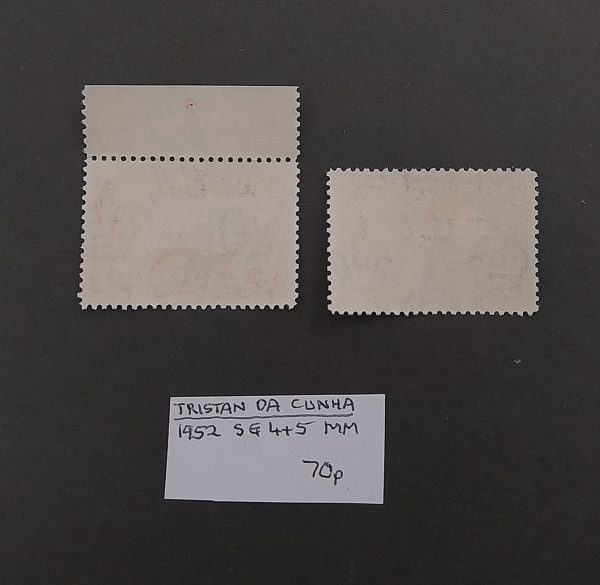 TRISTAN DA CUNHA
1952 SG 4+5 MM
70p